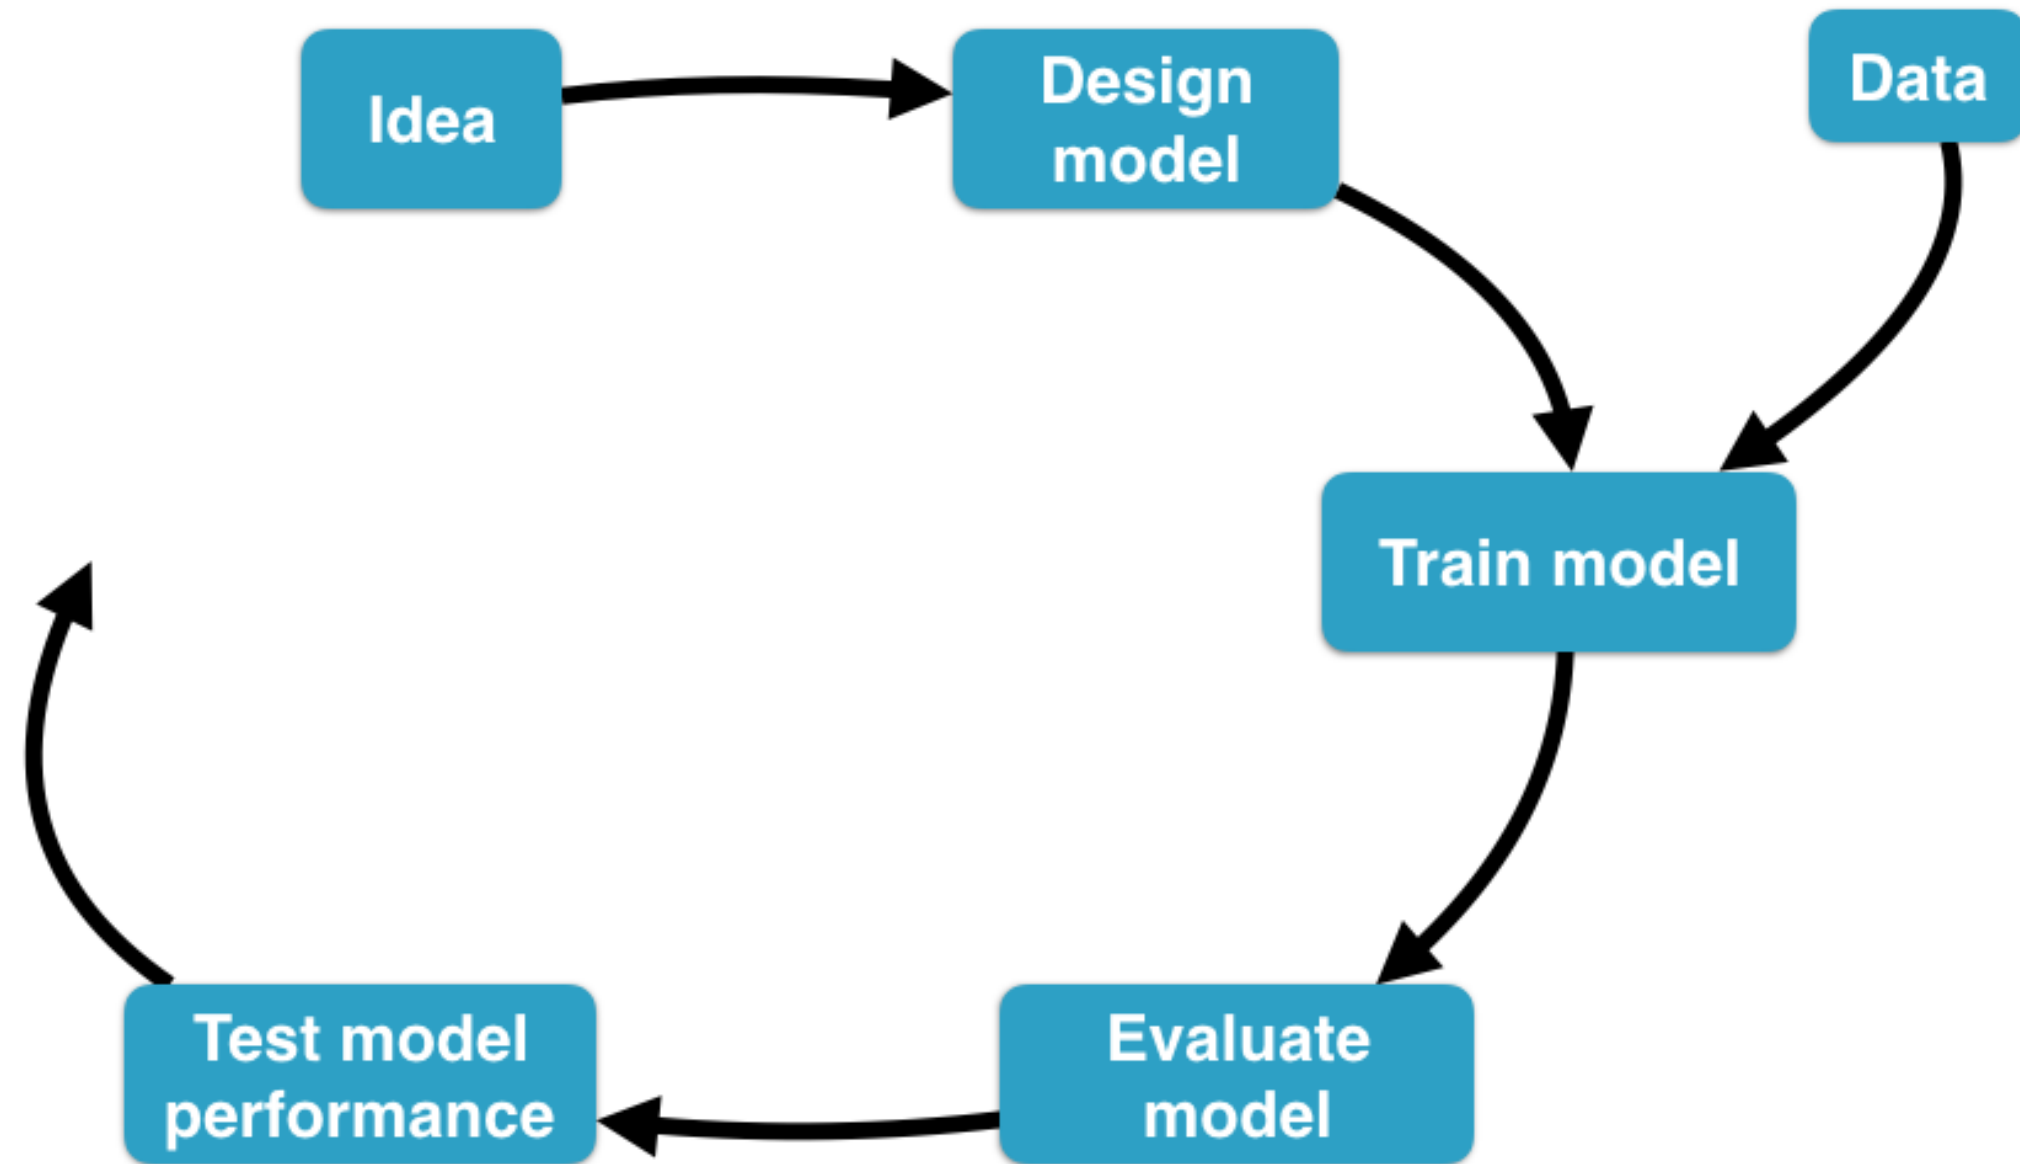 Idea
Design
model
Data
Train model
Evaluate
model
Test model
performance